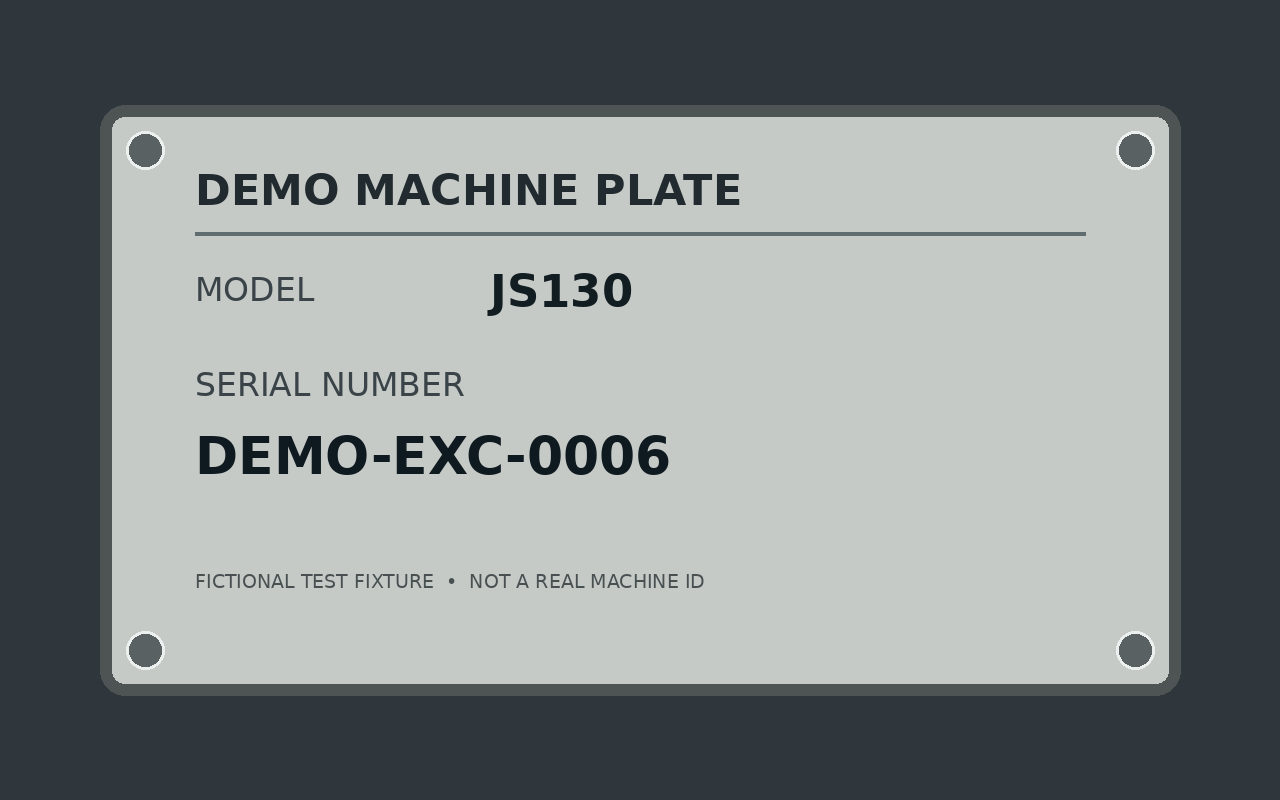 DEMO MACHINE PLATE
MODEL JS130
SERIAL NUMBER
DEMO-EXC-0006
FICTIONAL TEST FIXTURE • NOT A REAL MACHINE ID